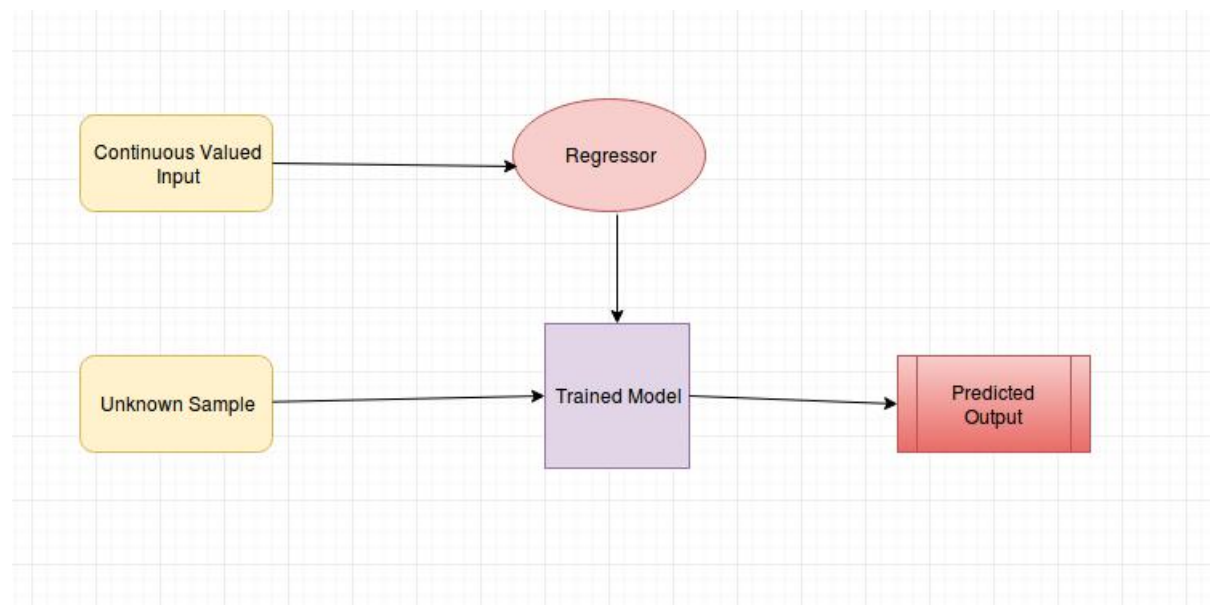 Continuous Valued
Input
Regressor
Unknown Sample
Trained Model
Predicted
Output